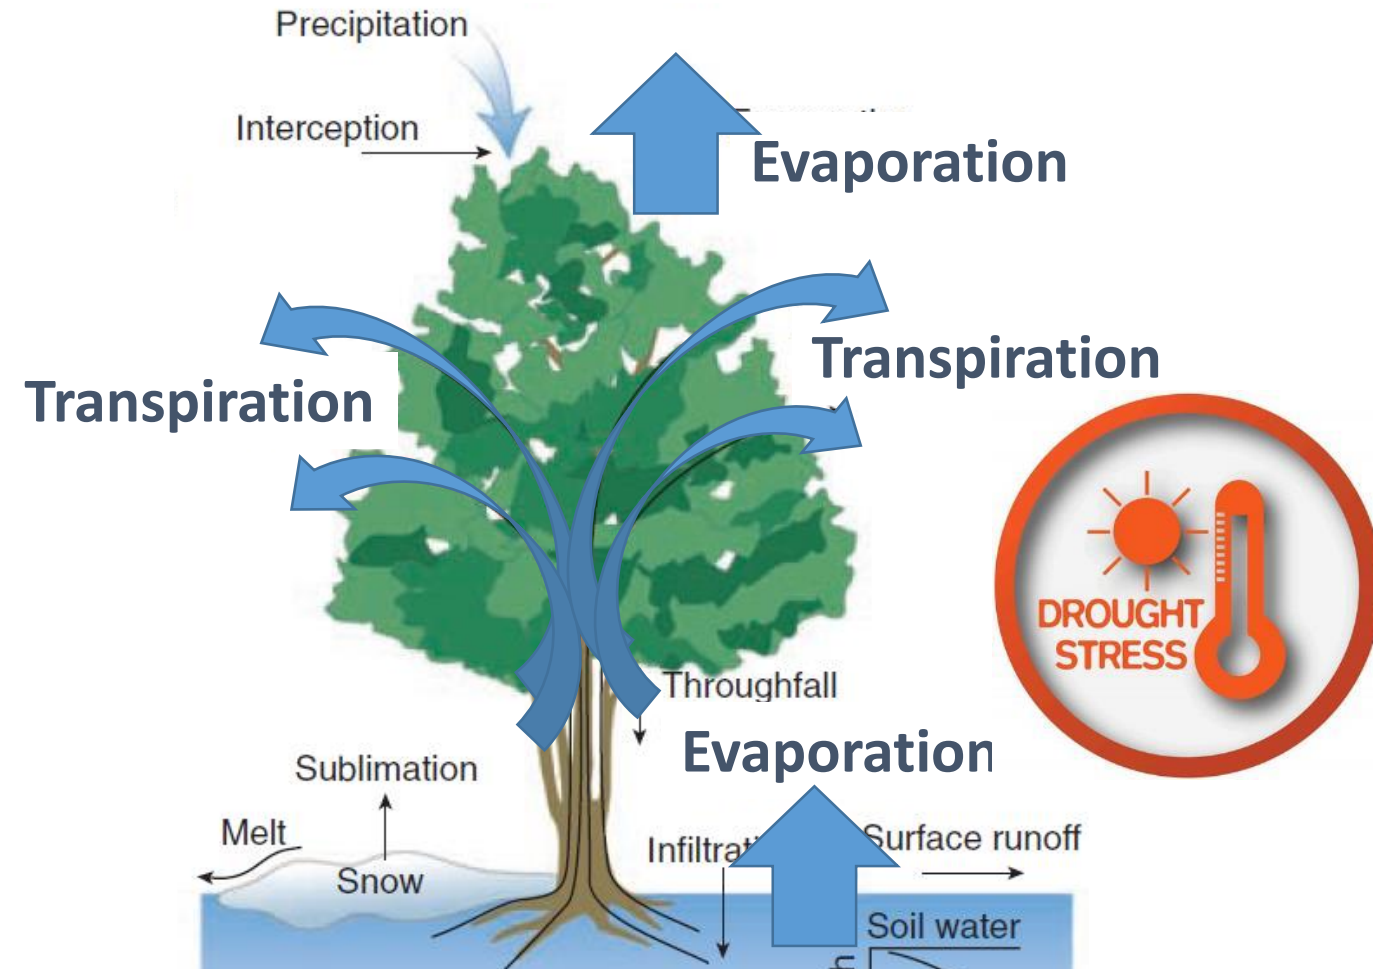 Precipitation
Interception
Evaporation
Transpiration
Transpiration
DROUGHT
STRESS
Throughfall
Evaporation
Sublimation
Melt
Snow
Surface runoff
Soil water